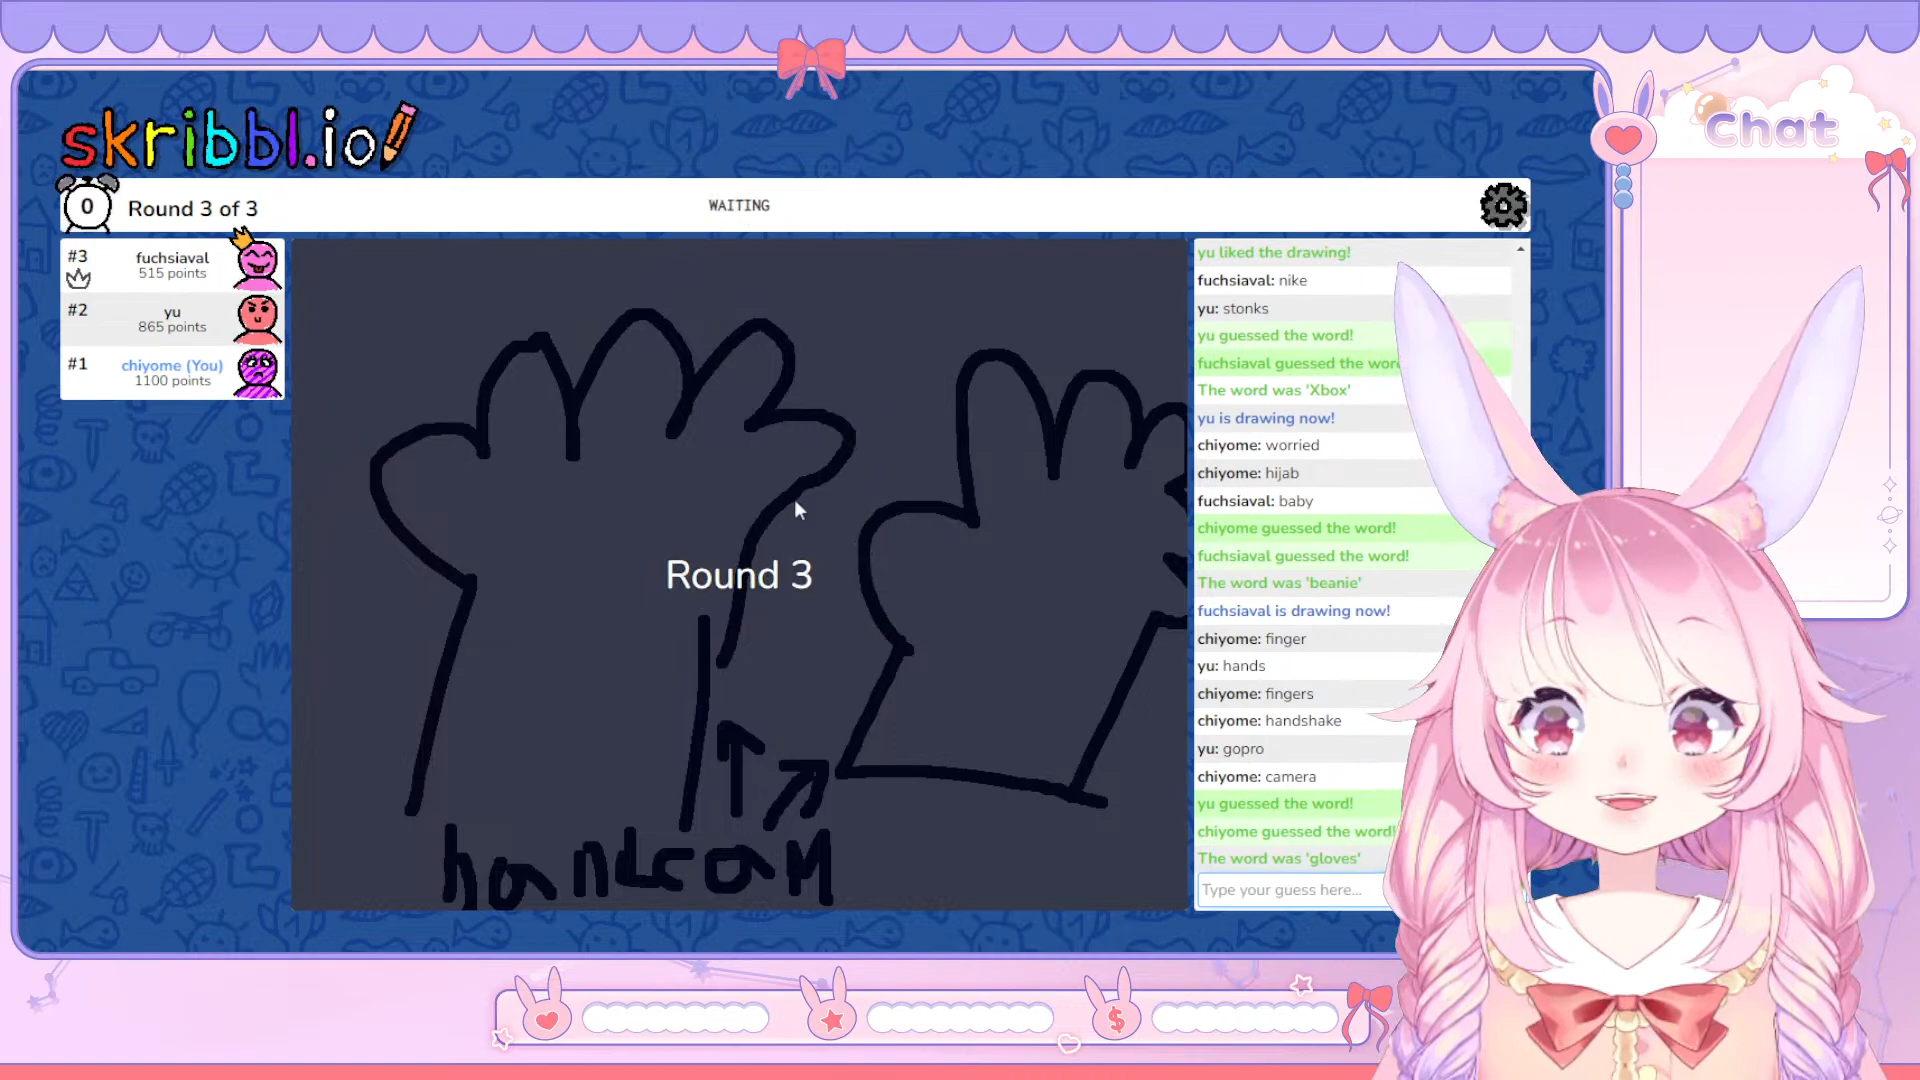 Chat
skribbl.io
0
Round 3 of 3
WAITING
#3
fuchsiaval
515 points
#2
yu
865 points
#1
chiyome (You)
1100 points
Round 3
handcam
yu liked the drawing!
fuchsiaval: nike
yu: stonks
yu guessed the word!
fuchsiaval guessed the wor
The word was 'Xbox'
yu is drawing now!
chiyome: worried
chiyome: hijab
fuchsiaval: baby
chiyome guessed the word!
fuchsiaval guessed the word!
The word was 'beanie'
fuchsiaval is drawing now!
chiyome: finger
yu: hands
chiyome: fingers
chiyome: handshake
yu: gopro
chiyome: camera
yu guessed the word!
chiyome guessed the word!
The word was 'gloves'
Type your guess here...
$